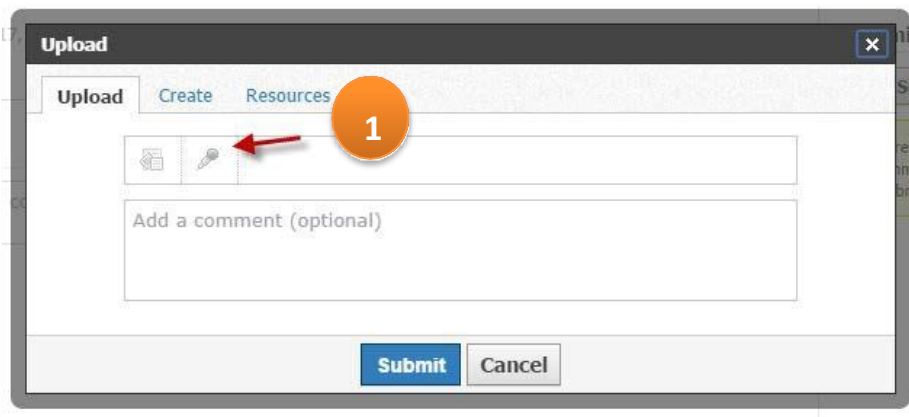 Upload
Upload Create Resources
1
Add a comment (optional)
Submit Cancel